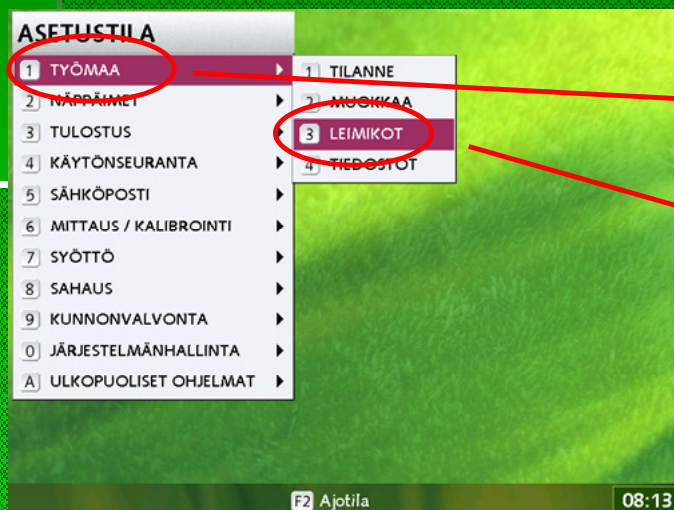 ASETUSTILA
1 TYÖMAA
2 NÄPPÄIMET
3 TULOSTUS
4 KÄYTÖNSEURANTA
5 SÄHKÖPOSTI
6 MITTAUS / KALIBROINTI
7 SYÖTTÖ
8 SAHAUS
9 KUNNONVALVONTA
0 JÄRJESTELMÄNHALLINTA
A ULKOPUOLISET OHJELMAT
1 TILANNE
2 MUOKKAA
3 LEIMIKOT
4 TIEDOSTOT
F2 Ajotila
08:13